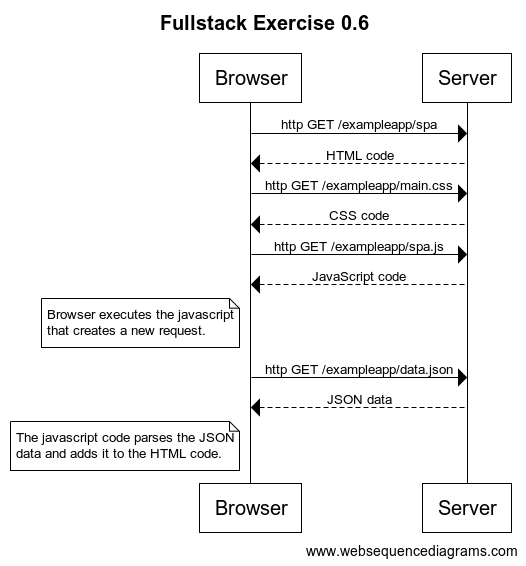 Fullstack Exercise 0.6
Browser
Server
http GET /exampleapp/spa
HTML code
http GET /exampleapp/main.css
CSS code
http GET /exampleapp/spa.js
JavaScript code
Browser executes the javascript
that creates a new request.
http GET /exampleapp/data.json
JSON data
The javascript code parses the JSON
data and adds it to the HTML code.
Browser
Server
www.websequencediagrams.com